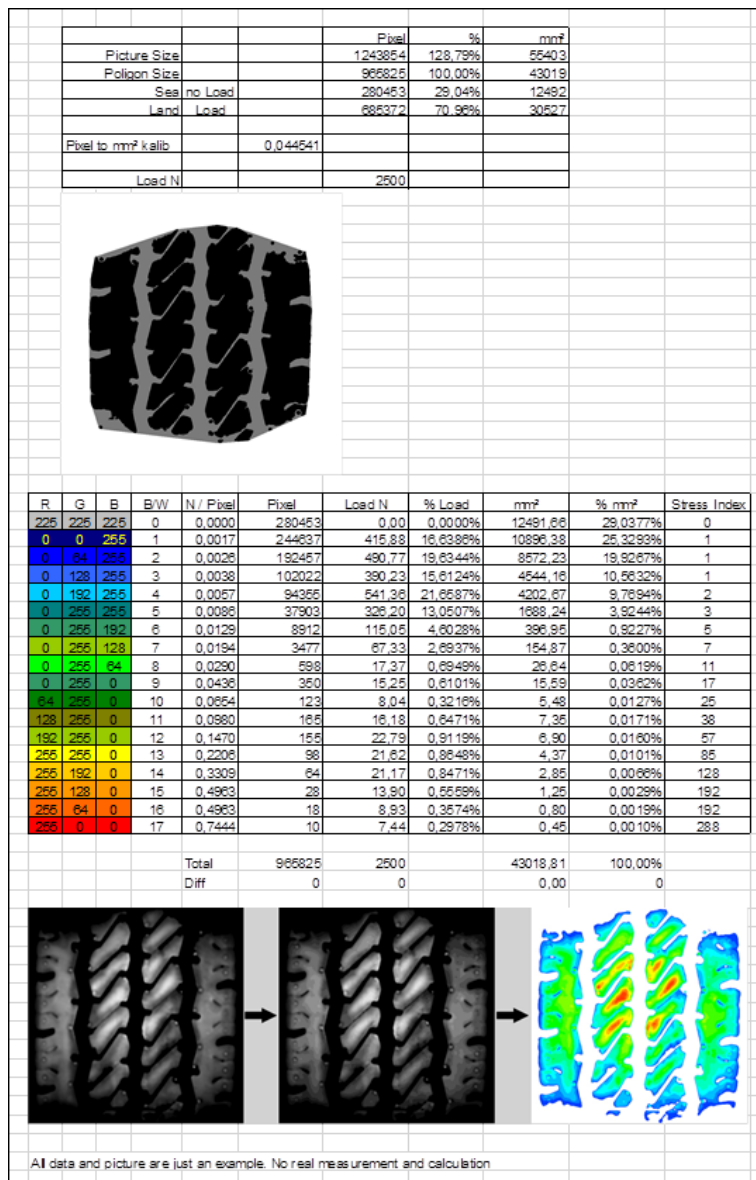 Pixel % mm²
Picture Size 1243854 128,79% 55403
Poligon Size 965825 100,00% 43019
Sea no Load 280453 29,04% 12492
Land Load 685372 70,96% 30527
Pixel to mm² kalib 0,044541
Load N 2500
R G B B/W N / Pixel Pixel Load N % Load mm² % mm² Stress Index
225 225 225 0 0,0000 280453 0,00 0,0000% 12491,66 29,0377% 0
0 0 255 1 0,0017 244637 415,88 16,6386% 10896,38 25,3293% 1
0 64 255 2 0,0026 192457 490,77 19,6344% 8572,23 19,9267% 1
0 128 255 3 0,0038 102022 390,23 15,6124% 4544,16 10,5632% 1
0 192 255 4 0,0057 94355 541,36 21,6587% 4202,67 9,7694% 2
0 255 255 5 0,0086 37903 326,20 13,0507% 1688,24 3,9244% 3
0 255 192 6 0,0129 8912 115,05 4,6028% 396,95 0,9227% 5
0 255 128 7 0,0194 3477 67,33 2,6937% 154,87 0,3600% 7
0 255 64 8 0,0290 598 17,37 0,6949% 26,64 0,0619% 11
0 255 0 9 0,0436 350 15,25 0,6101% 15,59 0,0362% 17
64 255 0 10 0,0654 123 8,04 0,3216% 5,48 0,0127% 25
128 255 0 11 0,0980 165 16,18 0,6471% 7,35 0,0171% 38
192 255 0 12 0,1470 155 22,79 0,9119% 6,90 0,0160% 57
255 255 0 13 0,2206 98 21,62 0,8648% 4,37 0,0101% 85
255 192 0 14 0,3309 64 21,17 0,8471% 2,85 0,0066% 128
255 128 0 15 0,4963 28 13,90 0,5559% 1,25 0,0029% 192
255 64 0 16 0,4963 18 8,93 0,3574% 0,80 0,0019% 192
255 0 0 17 0,7444 10 7,44 0,2978% 0,45 0,0010% 288
Total 965825 2500 43018,81 100,00%
Diff 0 0 0,00 0
All data and picture are just an example. No real measurement and calculation